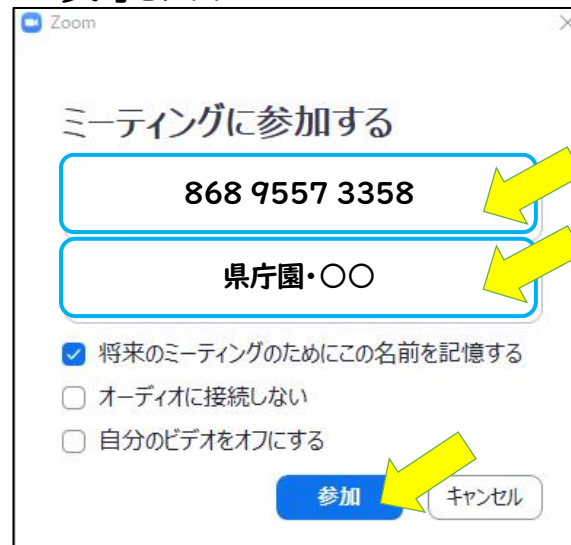 Zoom
ミーティングに参加する
868 9557 3358
県庁園・〇〇
将来のミーティングのためにこの名前を記憶する
オーディオに接続しない
自分のビデオをオフにする
参加
キャンセル